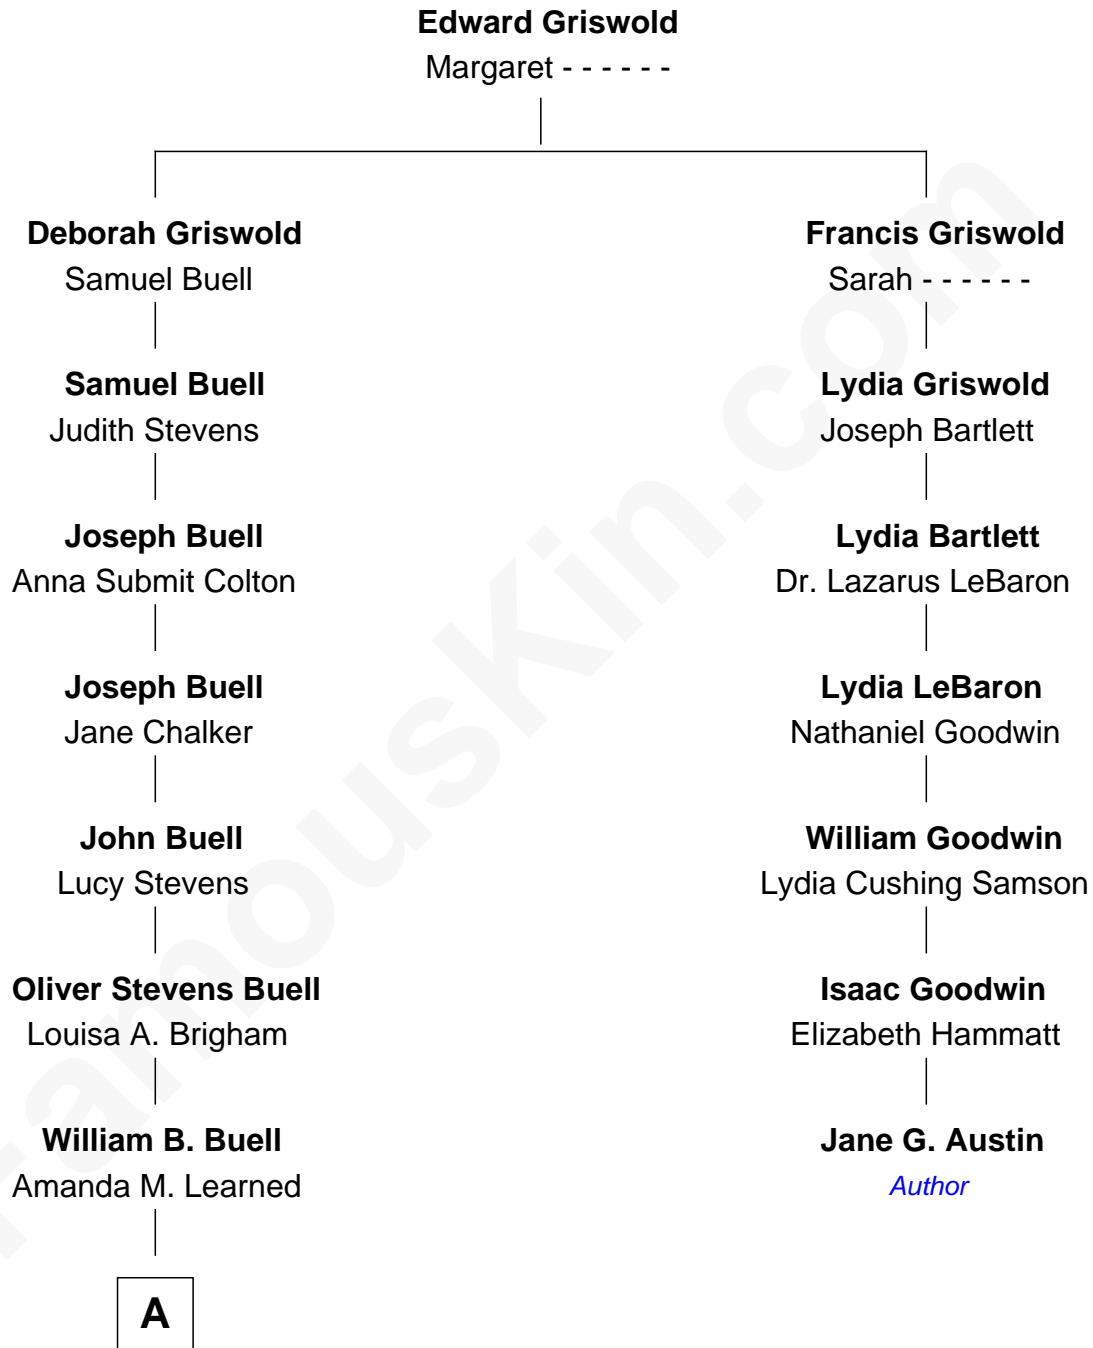 Edward Griswold
Margaret - - - - - -
Deborah Griswold
Samuel Buell
Francis Griswold
Sarah - - - - - -
Samuel Buell
Judith Stevens
Lydia Griswold
Joseph Bartlett
Joseph Buell
Anna Submit Colton
Lydia Bartlett
Dr. Lazarus LeBaron
Joseph Buell
Jane Chalker
Lydia LeBaron
Nathaniel Goodwin
John Buell
Lucy Stevens
William Goodwin
Lydia Cushing Samson
Oliver Stevens Buell
Louisa A. Brigham
Isaac Goodwin
Elizabeth Hammatt
William B. Buell
Amanda M. Learned
Jane G. Austin
Author
A
FamousKin.com